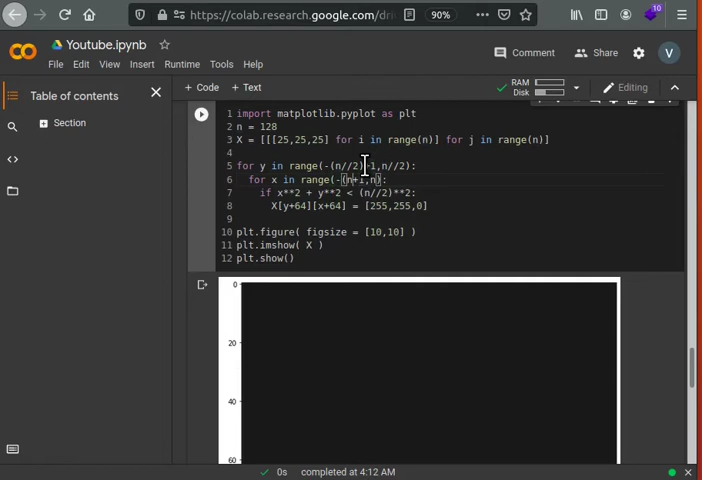 https://colab.research.google.com/dri
90%
10
Youtube.ipynb
File Edit View Insert Runtime Tools Help
Comment
Share
V
Table of contents
Section
+ Code + Text
RAM
Disk
Editing
1 import matplotlib.pyplot as plt
2 n = 128
3 X = [[[25,25,25] for i in range(n)] for j in range(n)]
4
5 for y in range(-(n//2)+1,n//2):
6 for x in range(-(n+1,n):
7 if x**2 + y**2 < (n//2)**2:
8 X[y+64][x+64] = [255,255,0]
9
10 plt.figure( figsize = [10,10] )
11 plt.imshow( X )
12 plt.show()
0
20
40
60
0s completed at 4:12 AM